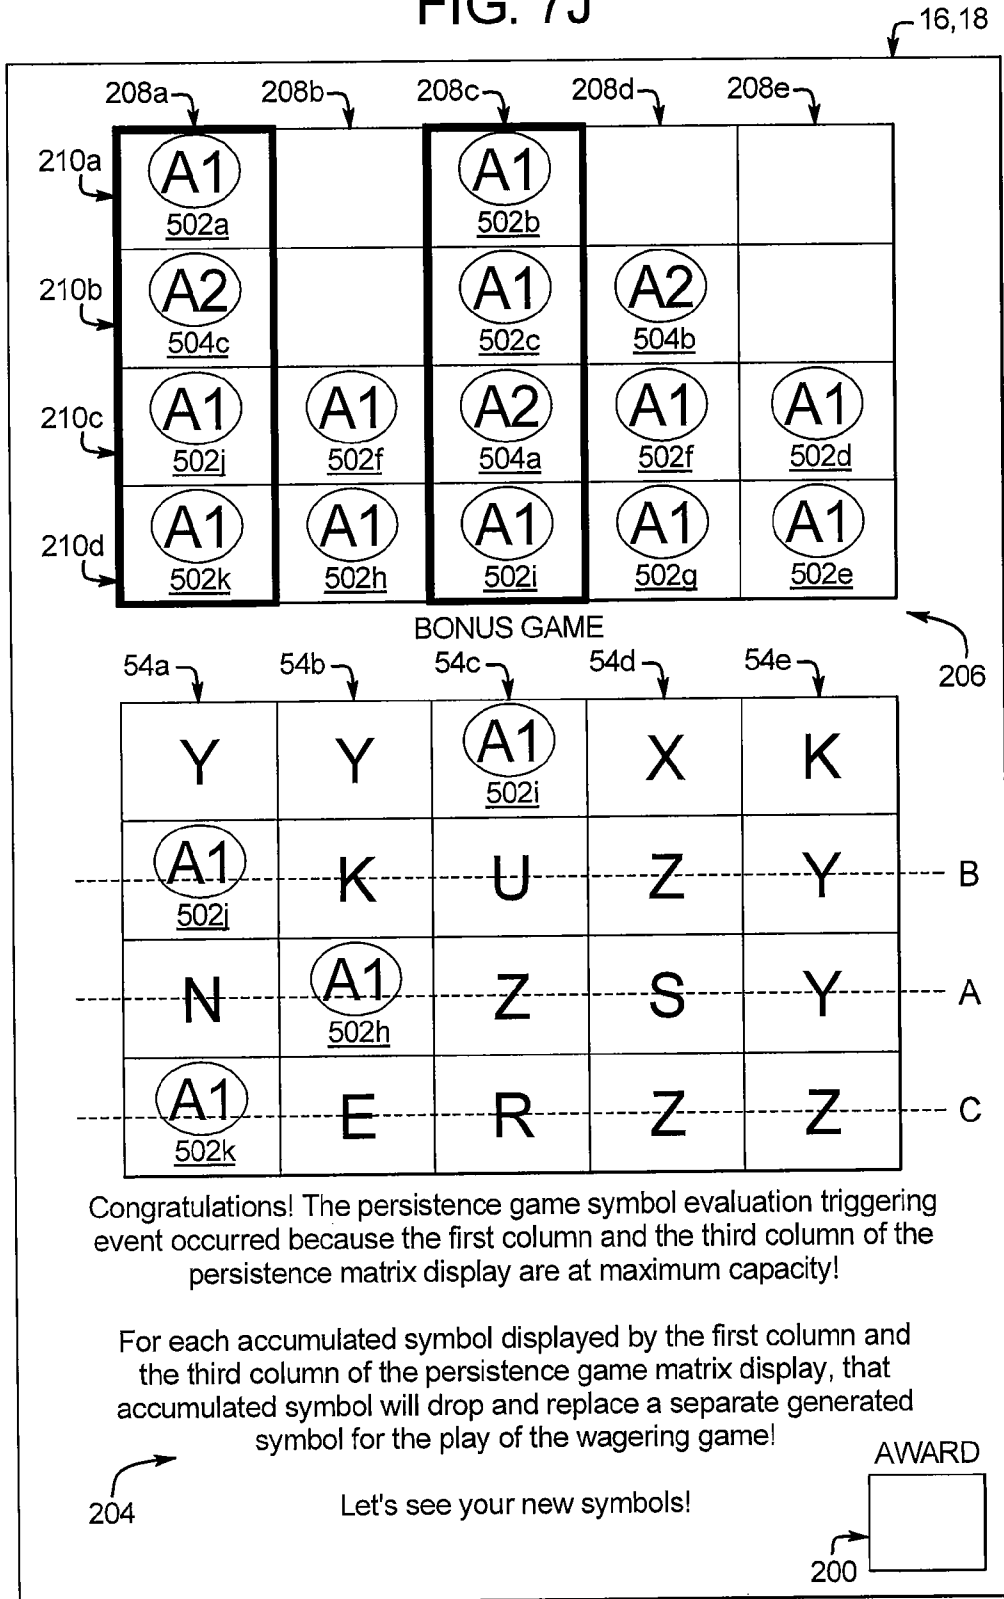 FIG. 7J
16,18
208a 208b 208c 208d 208e
210a A1 A1
502a 502b
210b A2 A1 A2
504c 502c 504b
210c A1 A1 A2 A1 A1
502j 502f 504a 502f 502d
210d A1 A1 A1 A1 A1
502k 502h 502i 502g 502e
BONUS GAME
206
54a 54b 54c 54d 54e
Y Y A1 X K
502i
A1 K U Z Y B
502j
N A1 Z S Y A
502h
A1 E R Z Z C
502k
Congratulations! The persistence game symbol evaluation triggering
event occurred because the first column and the third column of the
persistence matrix display are at maximum capacity!
For each accumulated symbol displayed by the first column and
the third column of the persistence game matrix display, that
accumulated symbol will drop and replace a separate generated
symbol for the play of the wagering game!
AWARD
204
Let's see your new symbols!
200